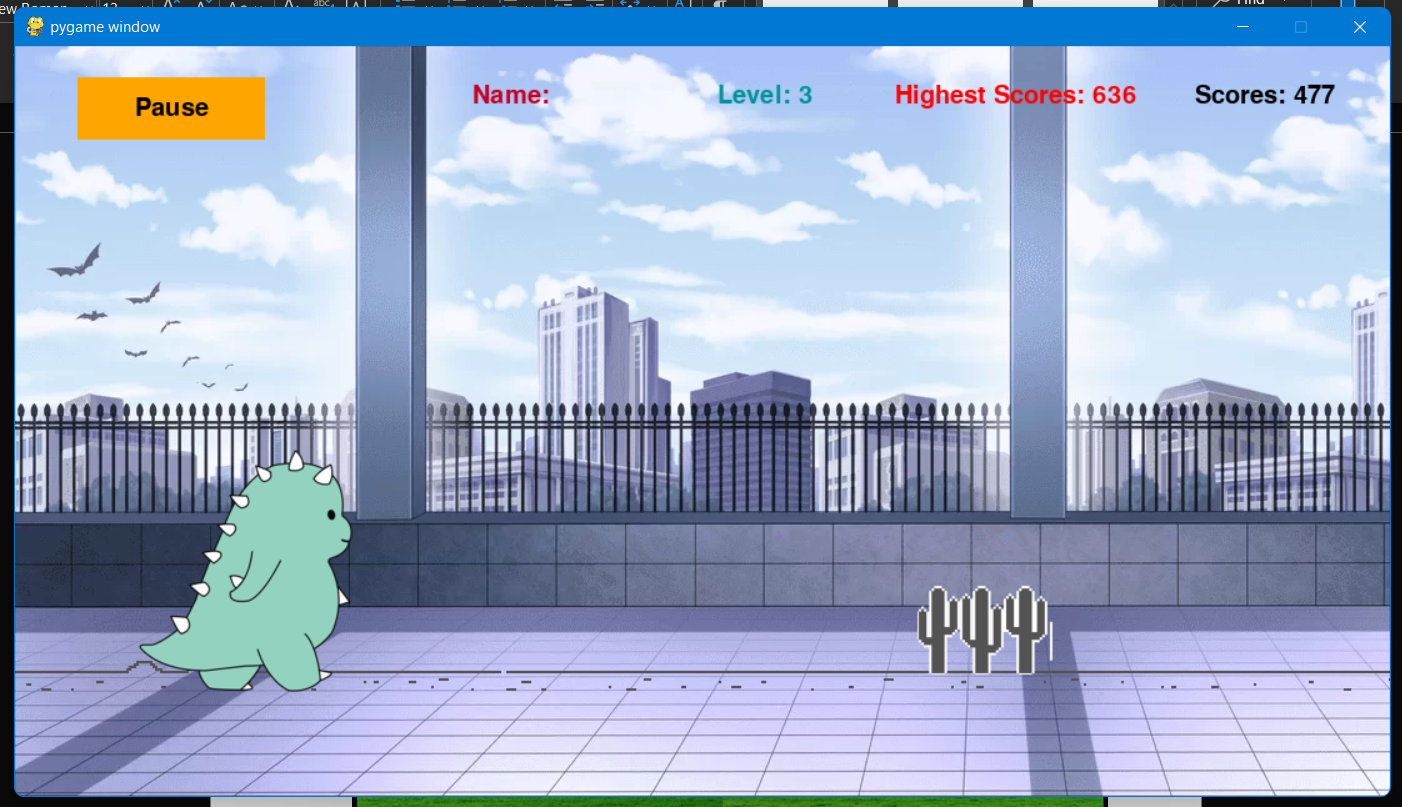 pygame window
Pause
Name:
Level: 3
Highest Scores: 636
Scores: 477